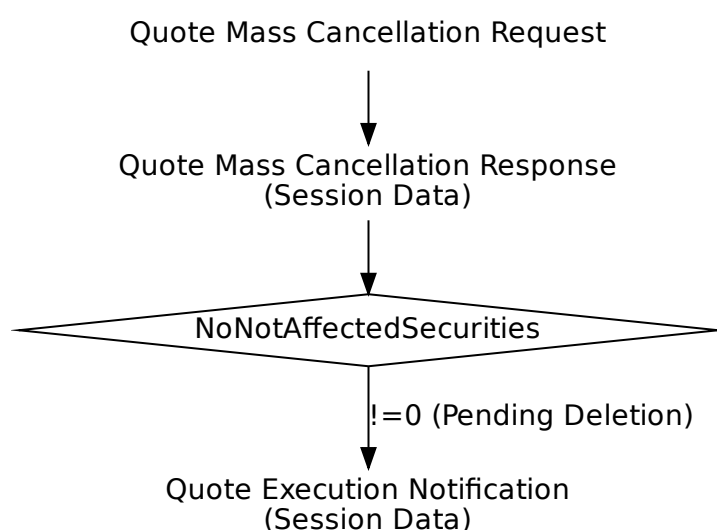 Quote Mass Cancellation Request
Quote Mass Cancellation Response
(Session Data)
NoNotAffectedSecurities
!=0 (Pending Deletion)
Quote Execution Notification
(Session Data)